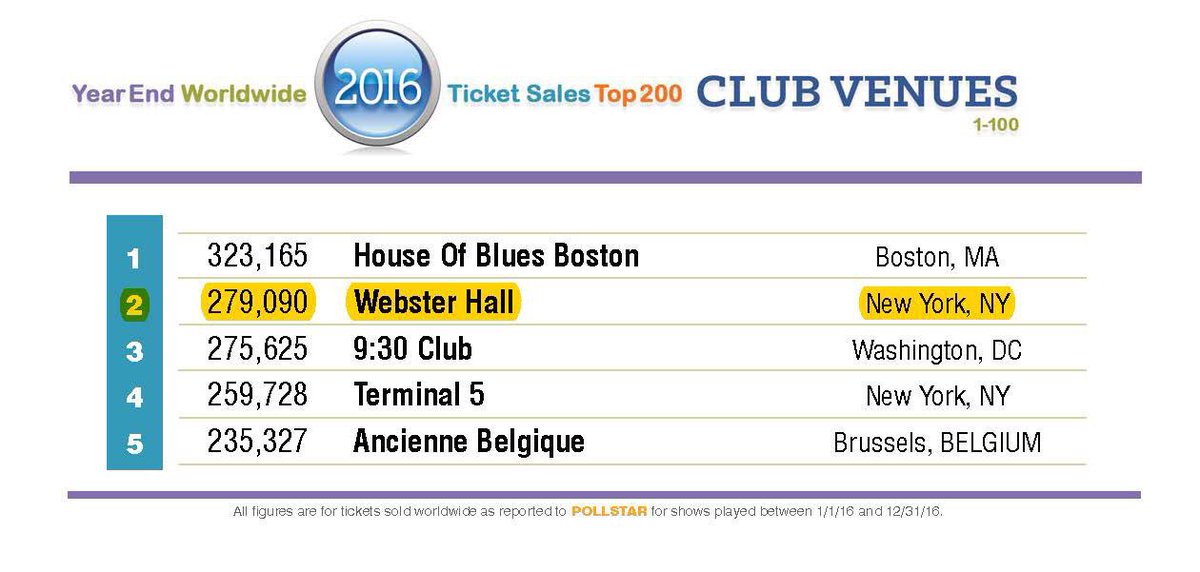 Year End Worldwide 2016 Ticket Sales Top 200 CLUB VENUES
1-100
1 323,165 House Of Blues Boston Boston, MA
2 279,090 Webster Hall New York, NY
3 275,625 9:30 Club Washington, DC
4 259,728 Terminal 5 New York, NY
5 235,327 Ancienne Belgique Brussels, BELGIUM
All figures are for tickets sold worldwide as reported to POLLSTAR for shows played between 1/1/16 and 12/31/16.